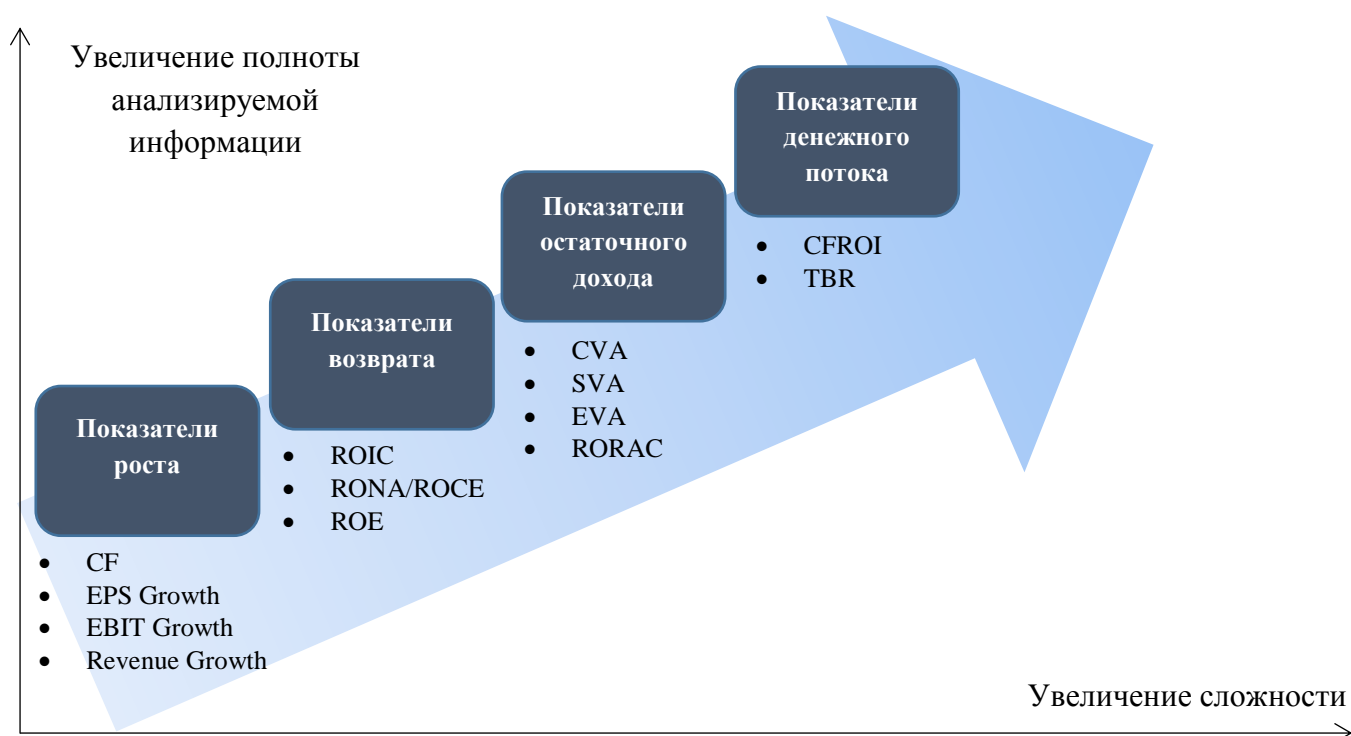 Увеличение полноты
анализируемой
информации
Показатели
денежного
потока
• CFROI
• TBR
Показатели
остаточного
дохода
• CVA
• SVA
• EVA
• RORAC
Показатели
возврата
• ROIC
• RONA/ROCE
• ROE
Показатели
роста
• CF
• EPS Growth
• EBIT Growth
• Revenue Growth
Увеличение сложности